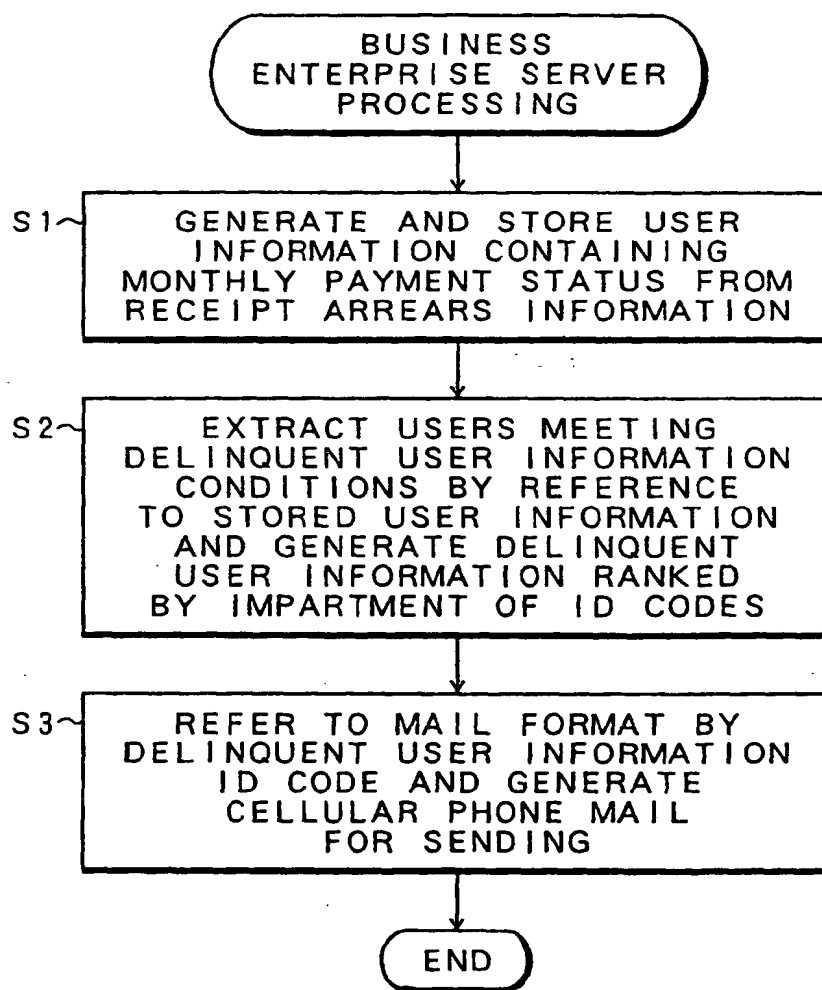 BUSINESS
ENTERPRISE SERVER
PROCESSING
S1
GENERATE AND STORE USER
INFORMATION CONTAINING
MONTHLY PAYMENT STATUS FROM
RECEIPT ARREARS INFORMATION
S2
EXTRACT USERS MEETING
DELINQUENT USER INFORMATION
CONDITIONS BY REFERENCE
TO STORED USER INFORMATION
AND GENERATE DELINQUENT
USER INFORMATION RANKED
BY IMPARTMENT OF ID CODES
S3
REFER TO MAIL FORMAT BY
DELINQUENT USER INFORMATION
ID CODE AND GENERATE
CELLULAR PHONE MAIL
FOR SENDING
END